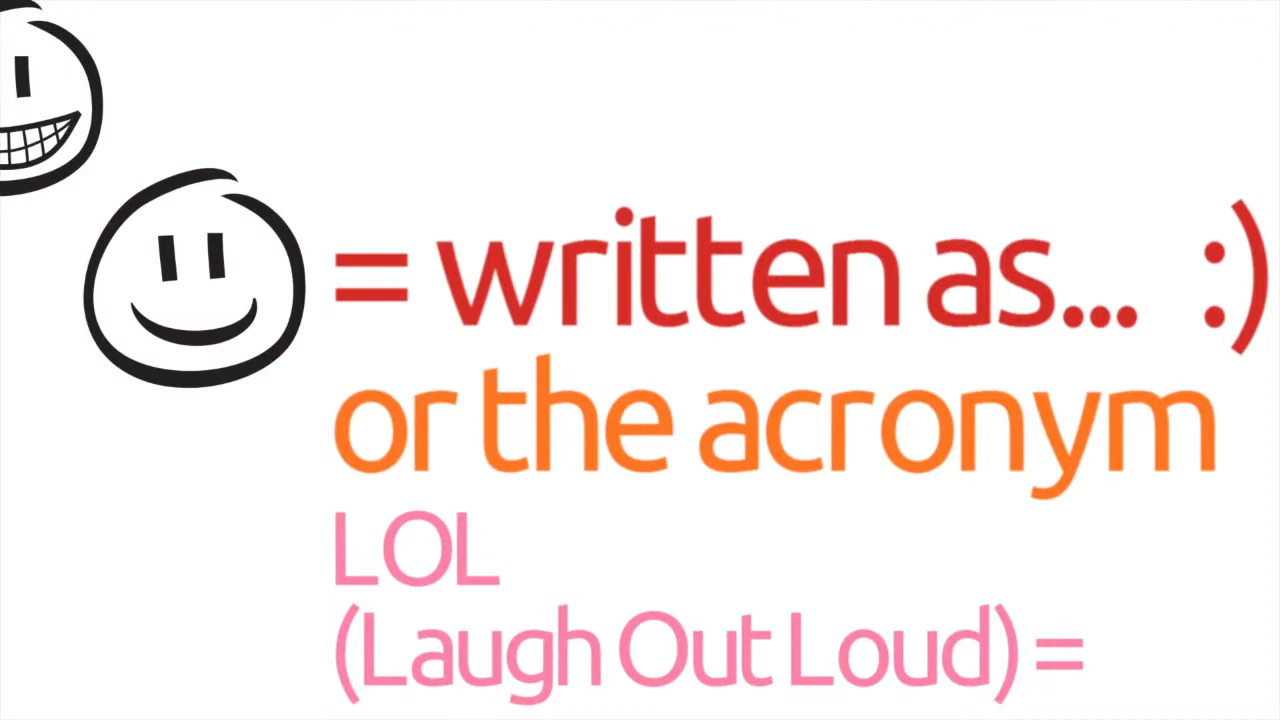 = written as... :)
or the acronym
LOL
(Laugh Out Loud) =